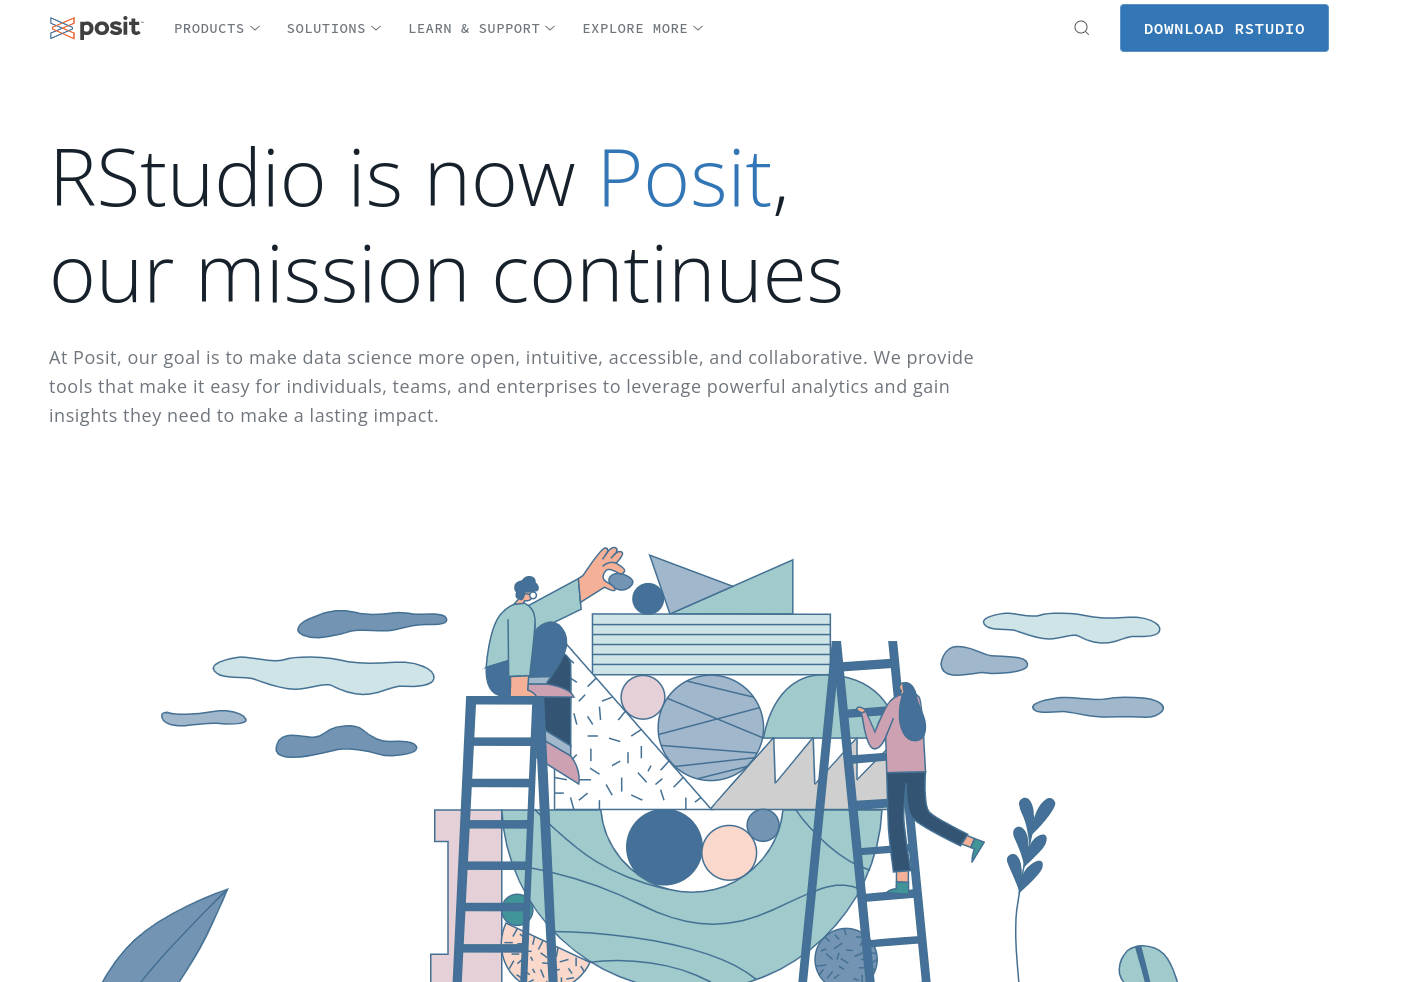 posit™
PRODUCTS
SOLUTIONS
LEARN & SUPPORT
EXPLORE MORE
DOWNLOAD RSTUDIO
RStudio is now Posit,
our mission continues
At Posit, our goal is to make data science more open, intuitive, accessible, and collaborative. We provide
tools that make it easy for individuals, teams, and enterprises to leverage powerful analytics and gain
insights they need to make a lasting impact.